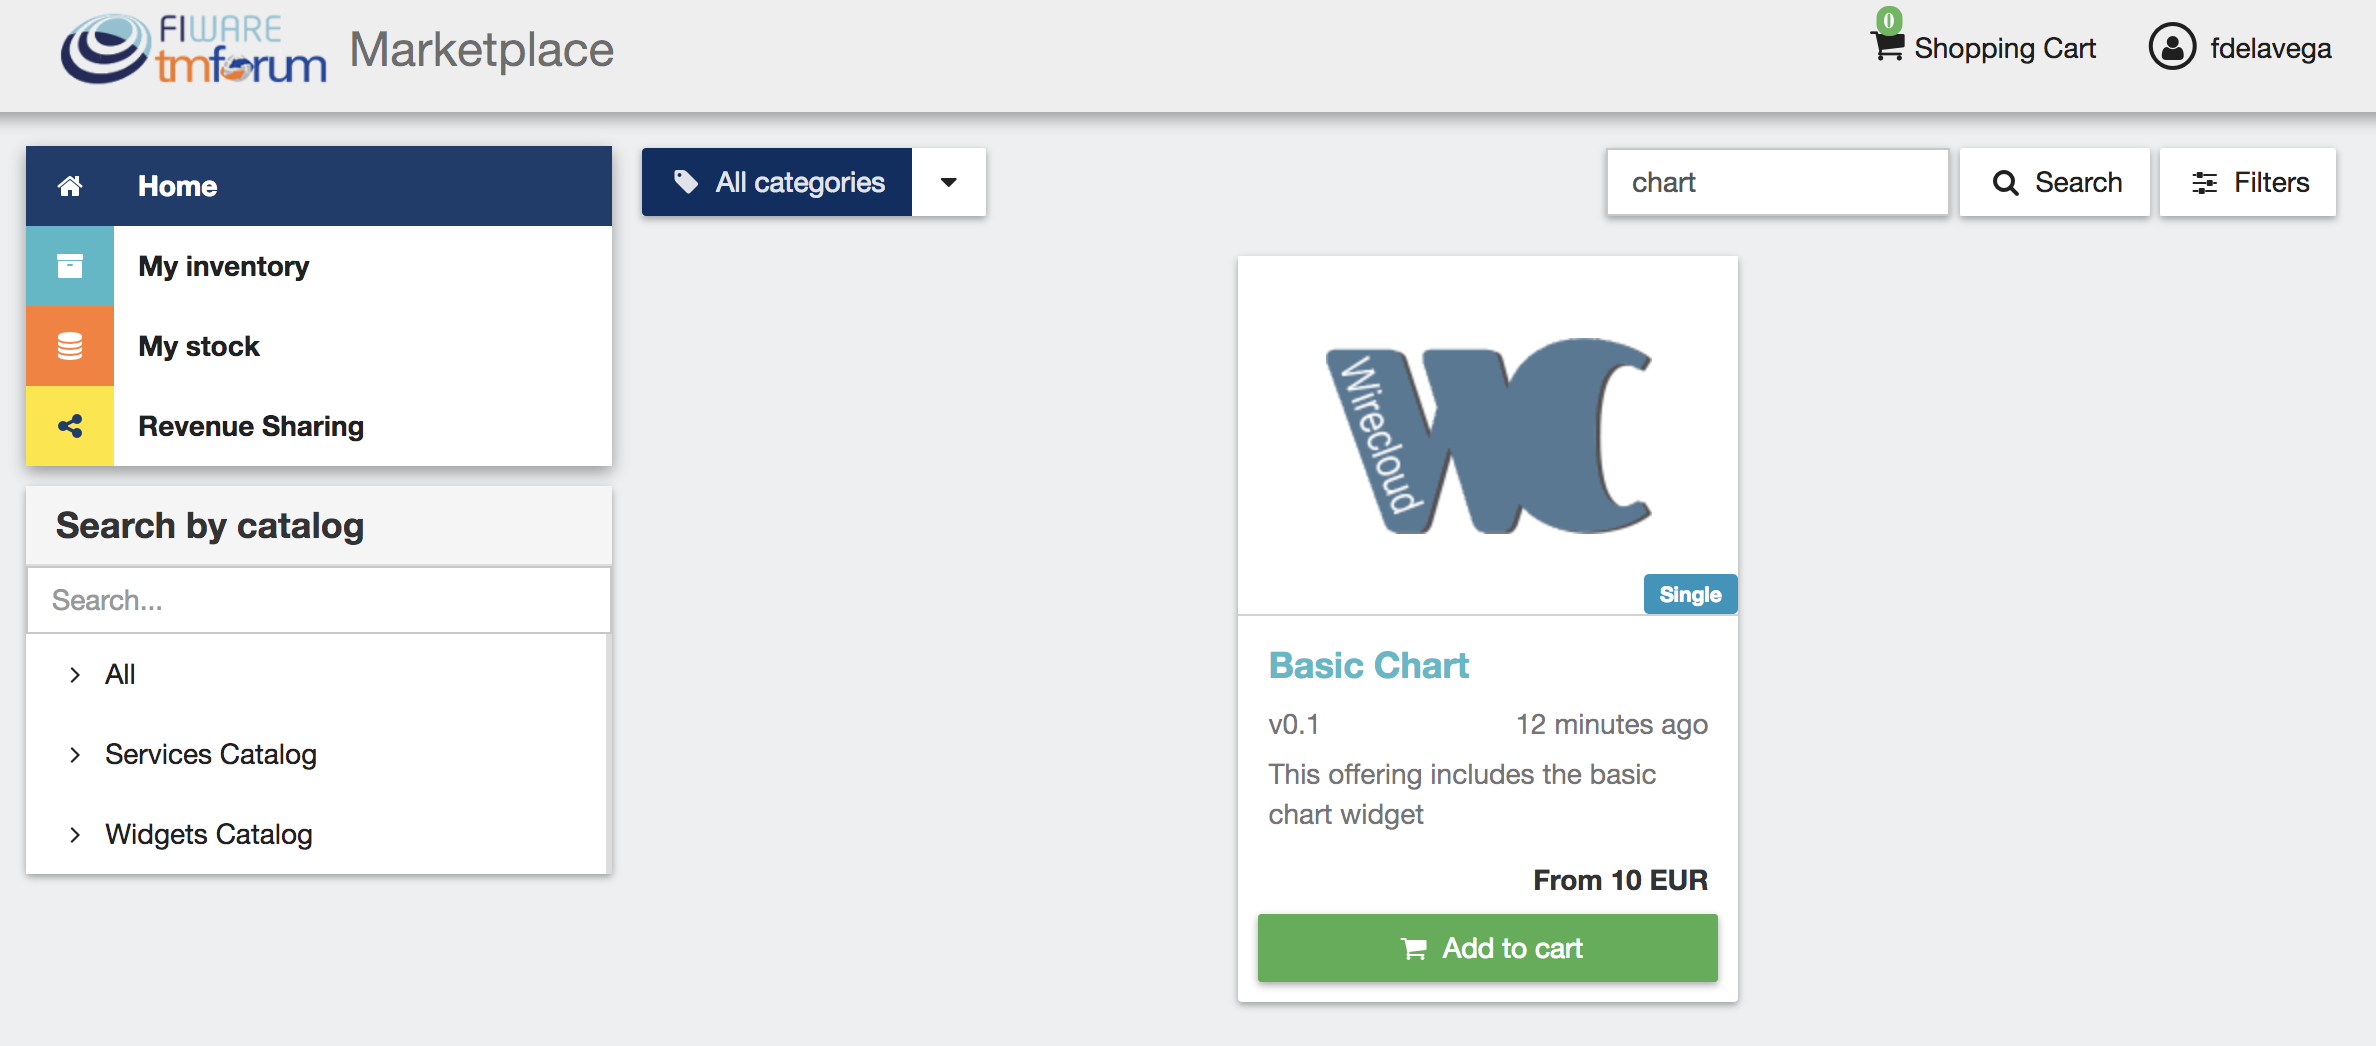 FIWARE
tmforum
Marketplace
0
Shopping Cart
fdelavega
Home
My inventory
My stock
Revenue Sharing
Search by catalog
Search...
All
Services Catalog
Widgets Catalog
All categories
chart
Search
Filters
Wirecloud
WC
Single
Basic Chart
v0.1
12 minutes ago
This offering includes the basic
chart widget
From 10 EUR
Add to cart